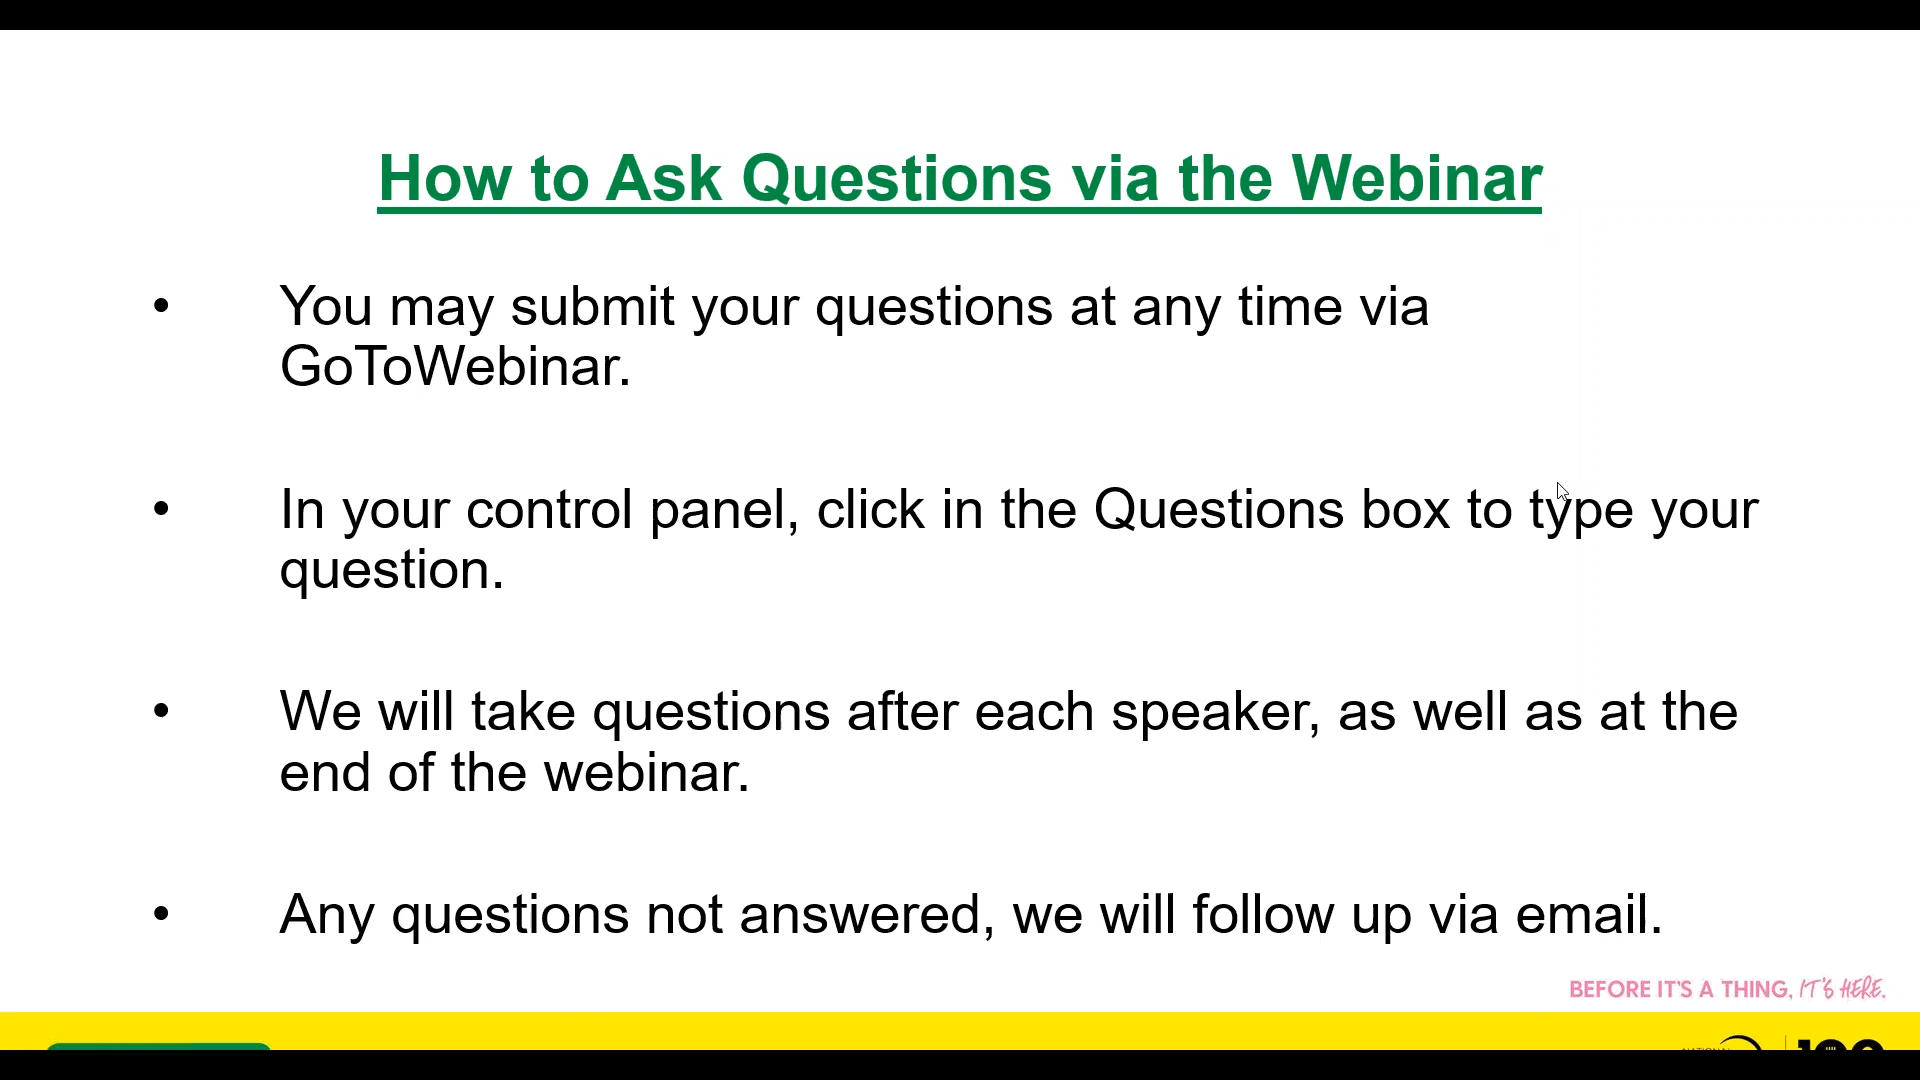 How to Ask Questions via the Webinar
• You may submit your questions at any time via
GoToWebinar.
• In your control panel, click in the Questions box to type your
question.
• We will take questions after each speaker, as well as at the
end of the webinar.
• Any questions not answered, we will follow up via email.
BEFORE IT'S A THING, IT'S HERE.